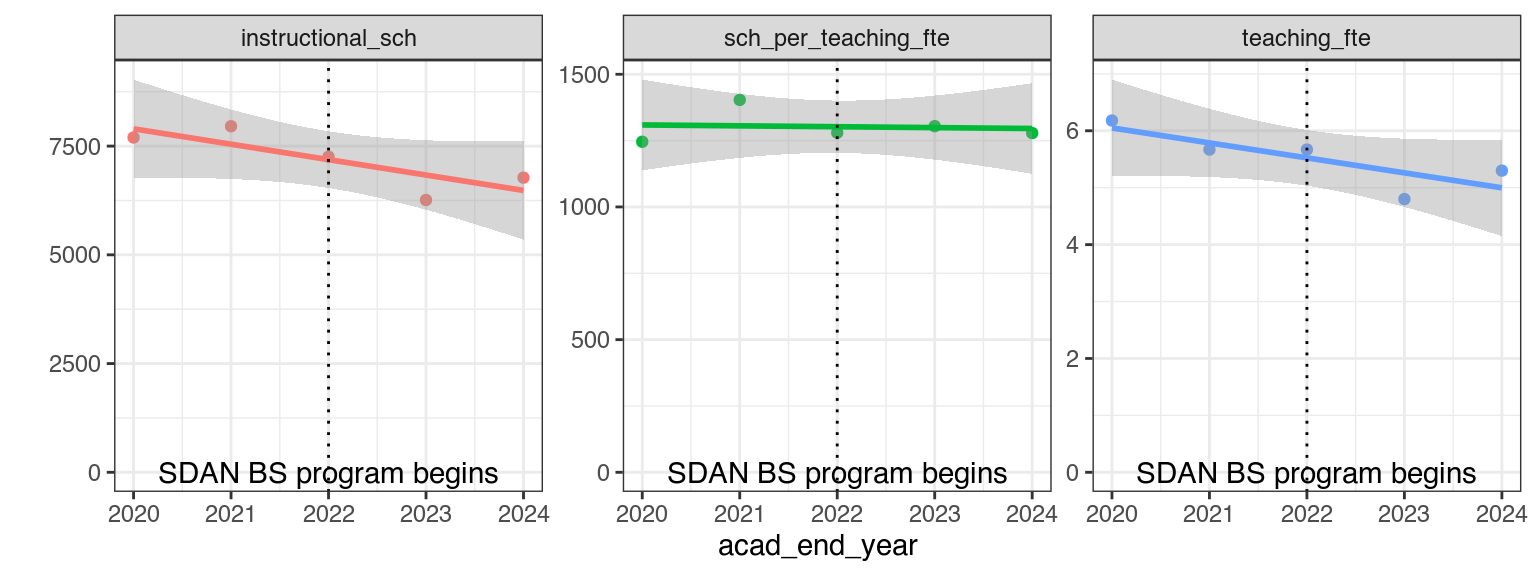 instructional_sch
sch_per_teaching_fte
teaching_fte
7500
5000
2500
0
1500
1000
500
0
6
4
2
0
SDAN BS program begins
SDAN BS program begins
SDAN BS program begins
2020 2021 2022 2023 2024
2020 2021 2022 2023 2024
2020 2021 2022 2023 2024
acad_end_year